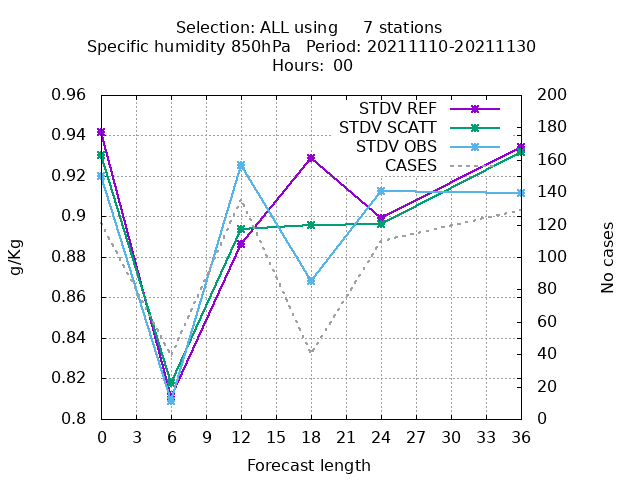 Selection: ALL using     7 stations
Specific humidity 850hPa   Period: 20211110-20211130
Hours:  00
STDV REF
STDV SCATT
STDV OBS
CASES
g/Kg
0.96
0.94
0.92
0.9
0.88
0.86
0.84
0.82
0.8
200
180
160
140
120
100
80
60
40
20
0
No cases
0 3 6 9 12 15 18 21 24 27 30 33 36
Forecast length